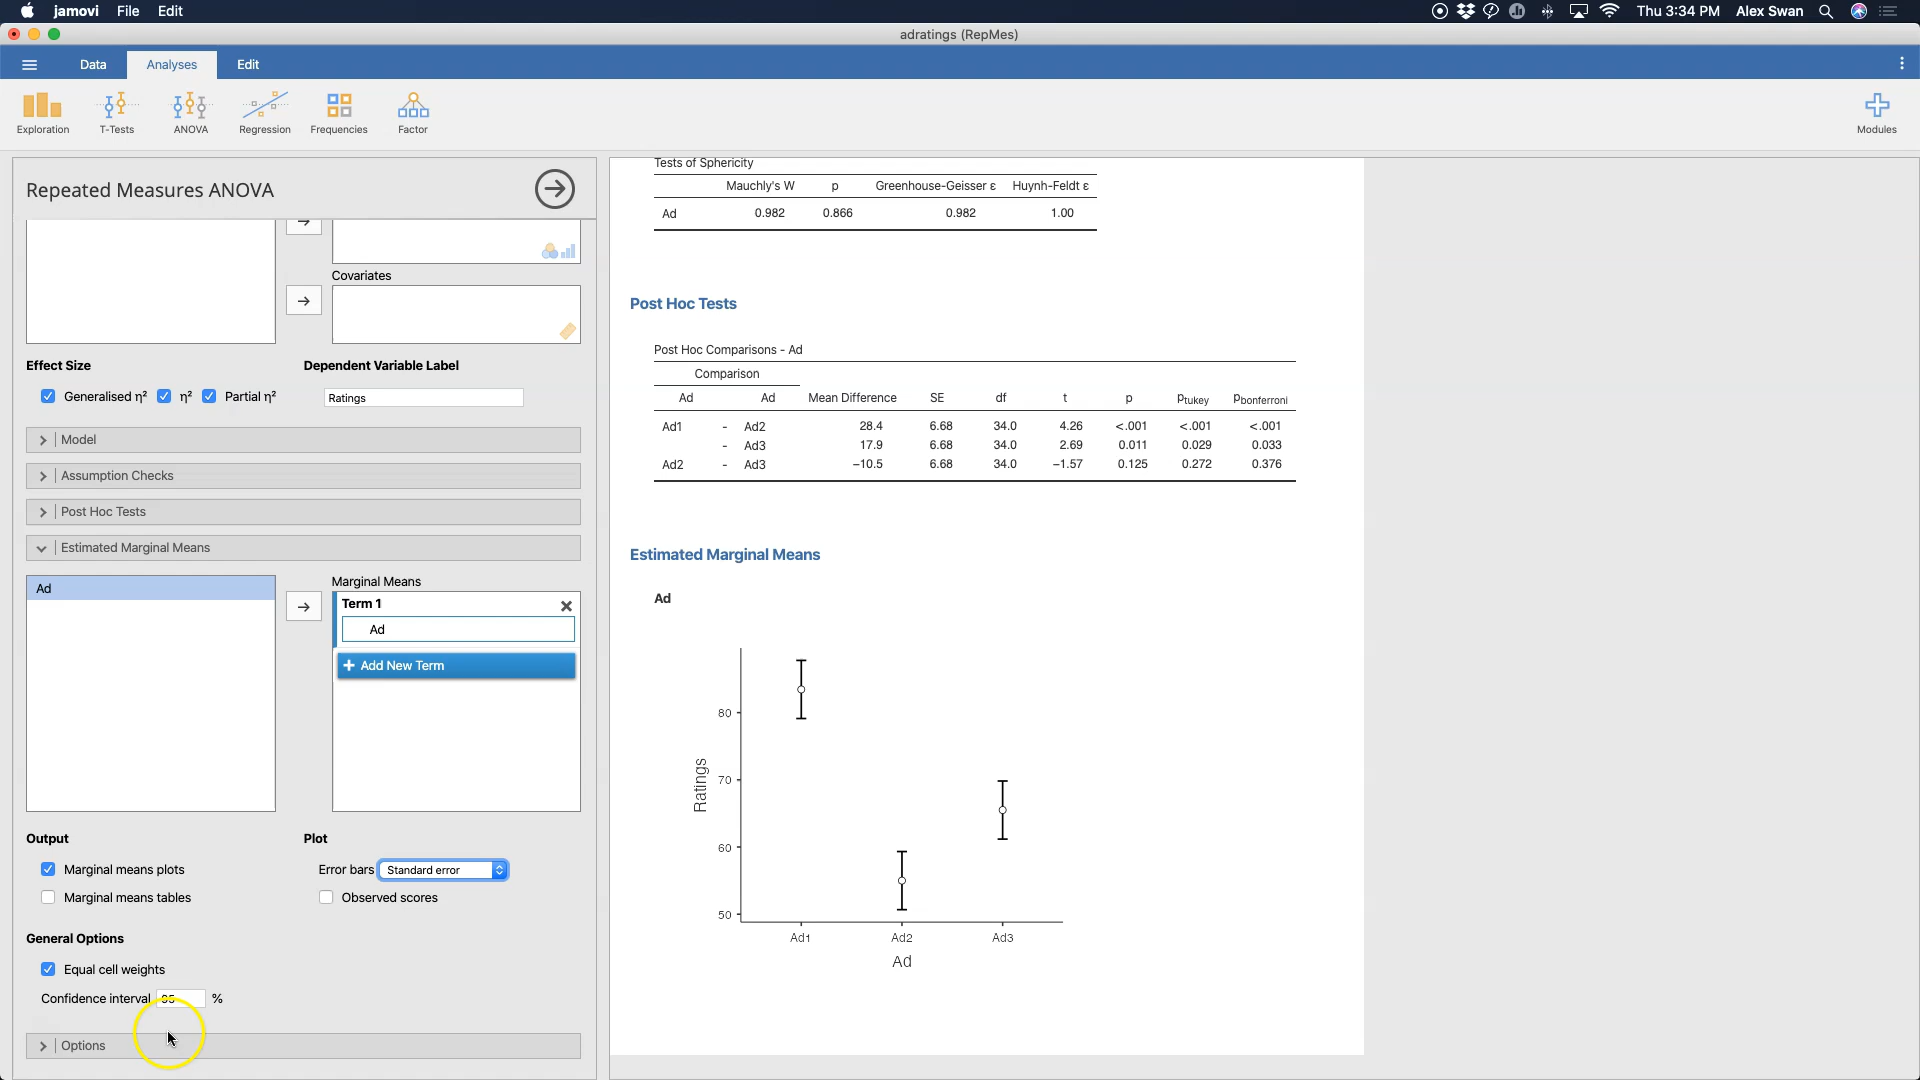 jamovi File Edit
Thu 3:34 PM Alex Swan
adratings (RepMes)
Data Analyses Edit
Exploration T-Tests ANOVA Regression Frequencies Factor Modules
Repeated Measures ANOVA
Covariates
Effect Size
Dependent Variable Label
Generalised η² η² Partial η²
Ratings
Model
Assumption Checks
Post Hoc Tests
Estimated Marginal Means
Ad
Marginal Means
Term 1
Ad
Add New Term
Output
Plot
Marginal means plots
Error bars Standard error
Marginal means tables
Observed scores
General Options
Equal cell weights
Confidence interval 95 %
Options
Tests of Sphericity
Mauchly's W p Greenhouse-Geisser ε Huynh-Feldt ε
Ad 0.982 0.866 0.982 1.00
Post Hoc Tests
Post Hoc Comparisons - Ad
Comparison
Ad Ad Mean Difference SE df t p ptukey pbonferroni
Ad1 - Ad2 28.4 6.68 34.0 4.26 <.001 <.001 <.001
- Ad3 17.9 6.68 34.0 2.69 0.011 0.029 0.033
Ad2 - Ad3 −10.5 6.68 34.0 −1.57 0.125 0.272 0.376
Estimated Marginal Means
Ad
80
70
60
50
Ratings
Ad1 Ad2 Ad3
Ad